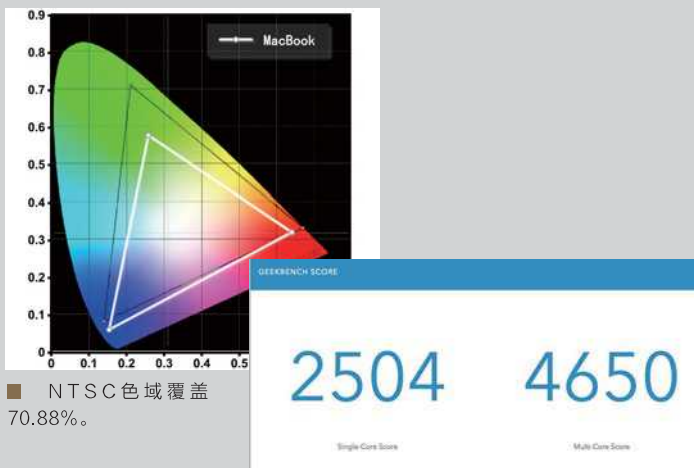 0.9
MacBook
0.8
0.7
0.6
0.5
0.4
0.3
0.2
0.1
0
0 0.1 0.2 0.3 0.4 0.5
GEEKBENCH SCORE
2504 4650
Single-Core Score Multi-Core Score
■ NTSC色域覆盖
70.88%。